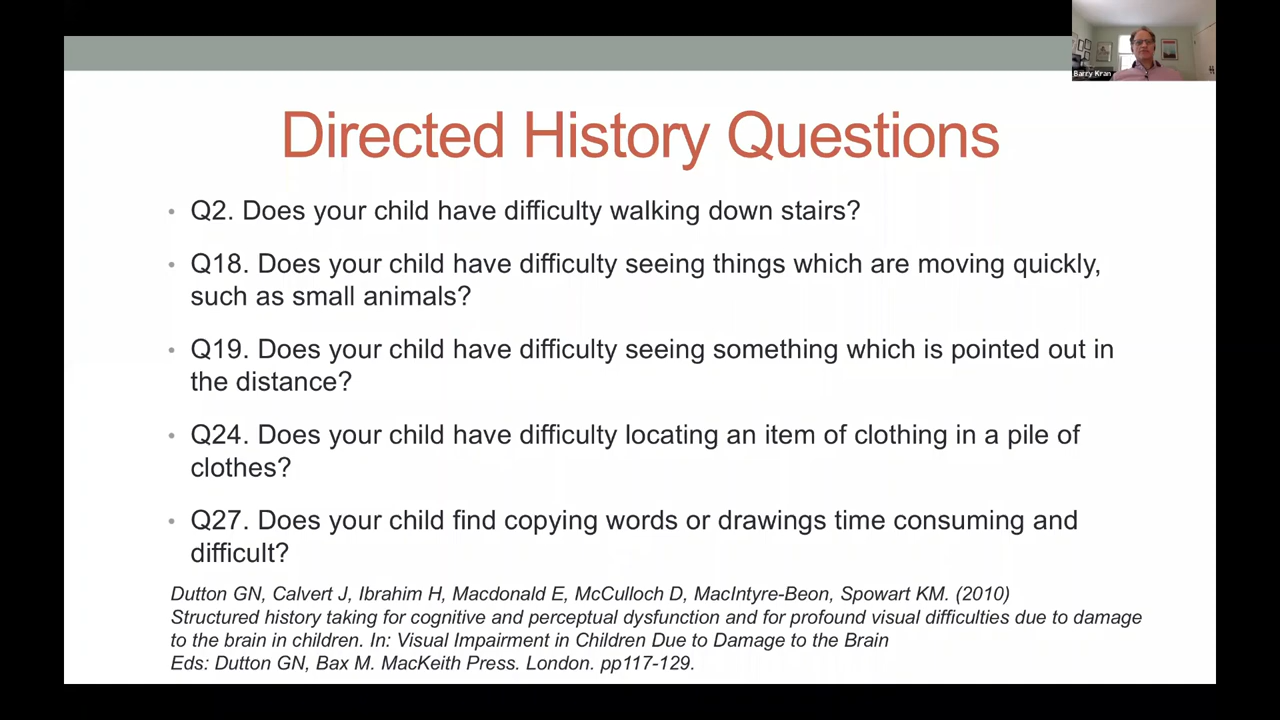 Barry Kran
Directed History Questions
• Q2. Does your child have difficulty walking down stairs?
• Q18. Does your child have difficulty seeing things which are moving quickly,
such as small animals?
• Q19. Does your child have difficulty seeing something which is pointed out in
the distance?
• Q24. Does your child have difficulty locating an item of clothing in a pile of
clothes?
• Q27. Does your child find copying words or drawings time consuming and
difficult?
Dutton GN, Calvert J, Ibrahim H, Macdonald E, McCulloch D, MacIntyre-Beon, Spowart KM. (2010)
Structured history taking for cognitive and perceptual dysfunction and for profound visual difficulties due to damage
to the brain in children. In: Visual Impairment in Children Due to Damage to the Brain
Eds: Dutton GN, Bax M. MacKeith Press. London. pp117-129.